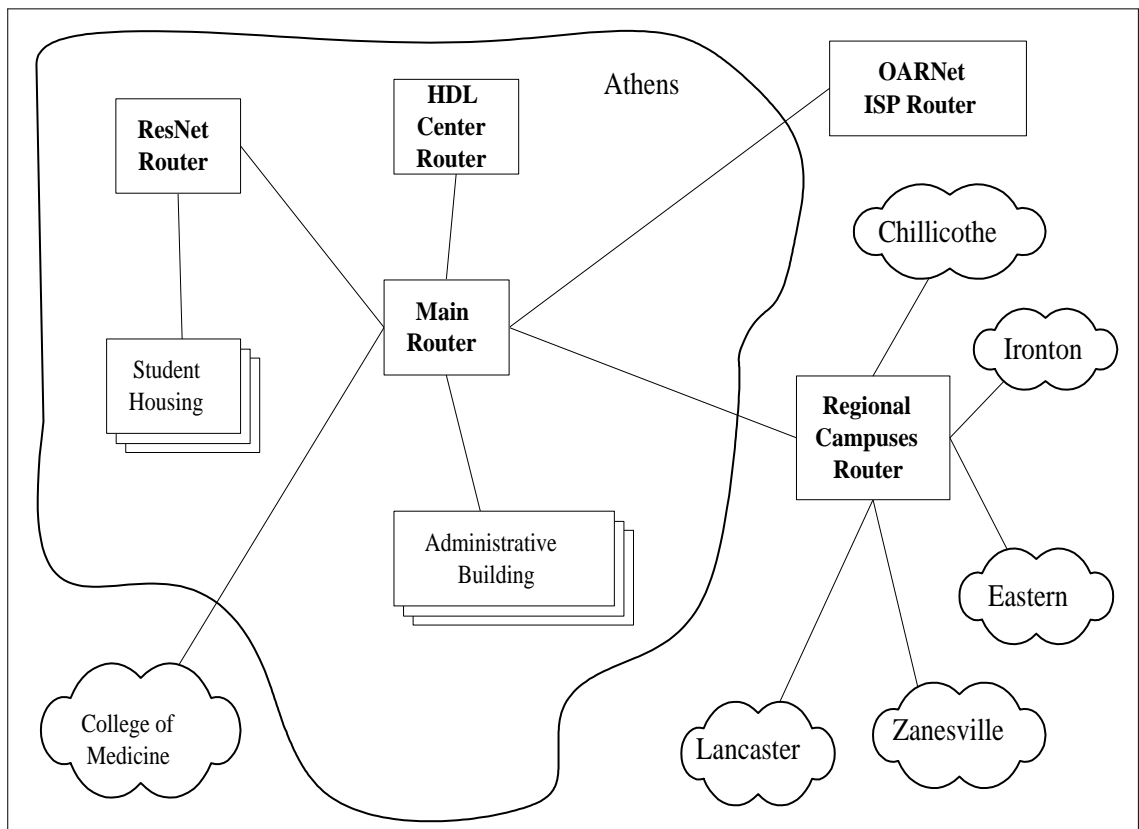 Athens
OARNet
ISP Router
HDL
Center
Router
ResNet
Router
Chillicothe
Main
Router
Ironton
Student
Housing
Regional
Campuses
Router
Administrative
Building
Eastern
College of
Medicine
Lancaster
Zanesville